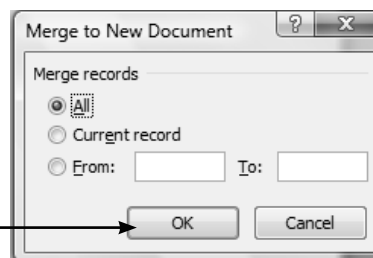 Merge to New Document
Merge records
All
Current record
From: To:
OK Cancel